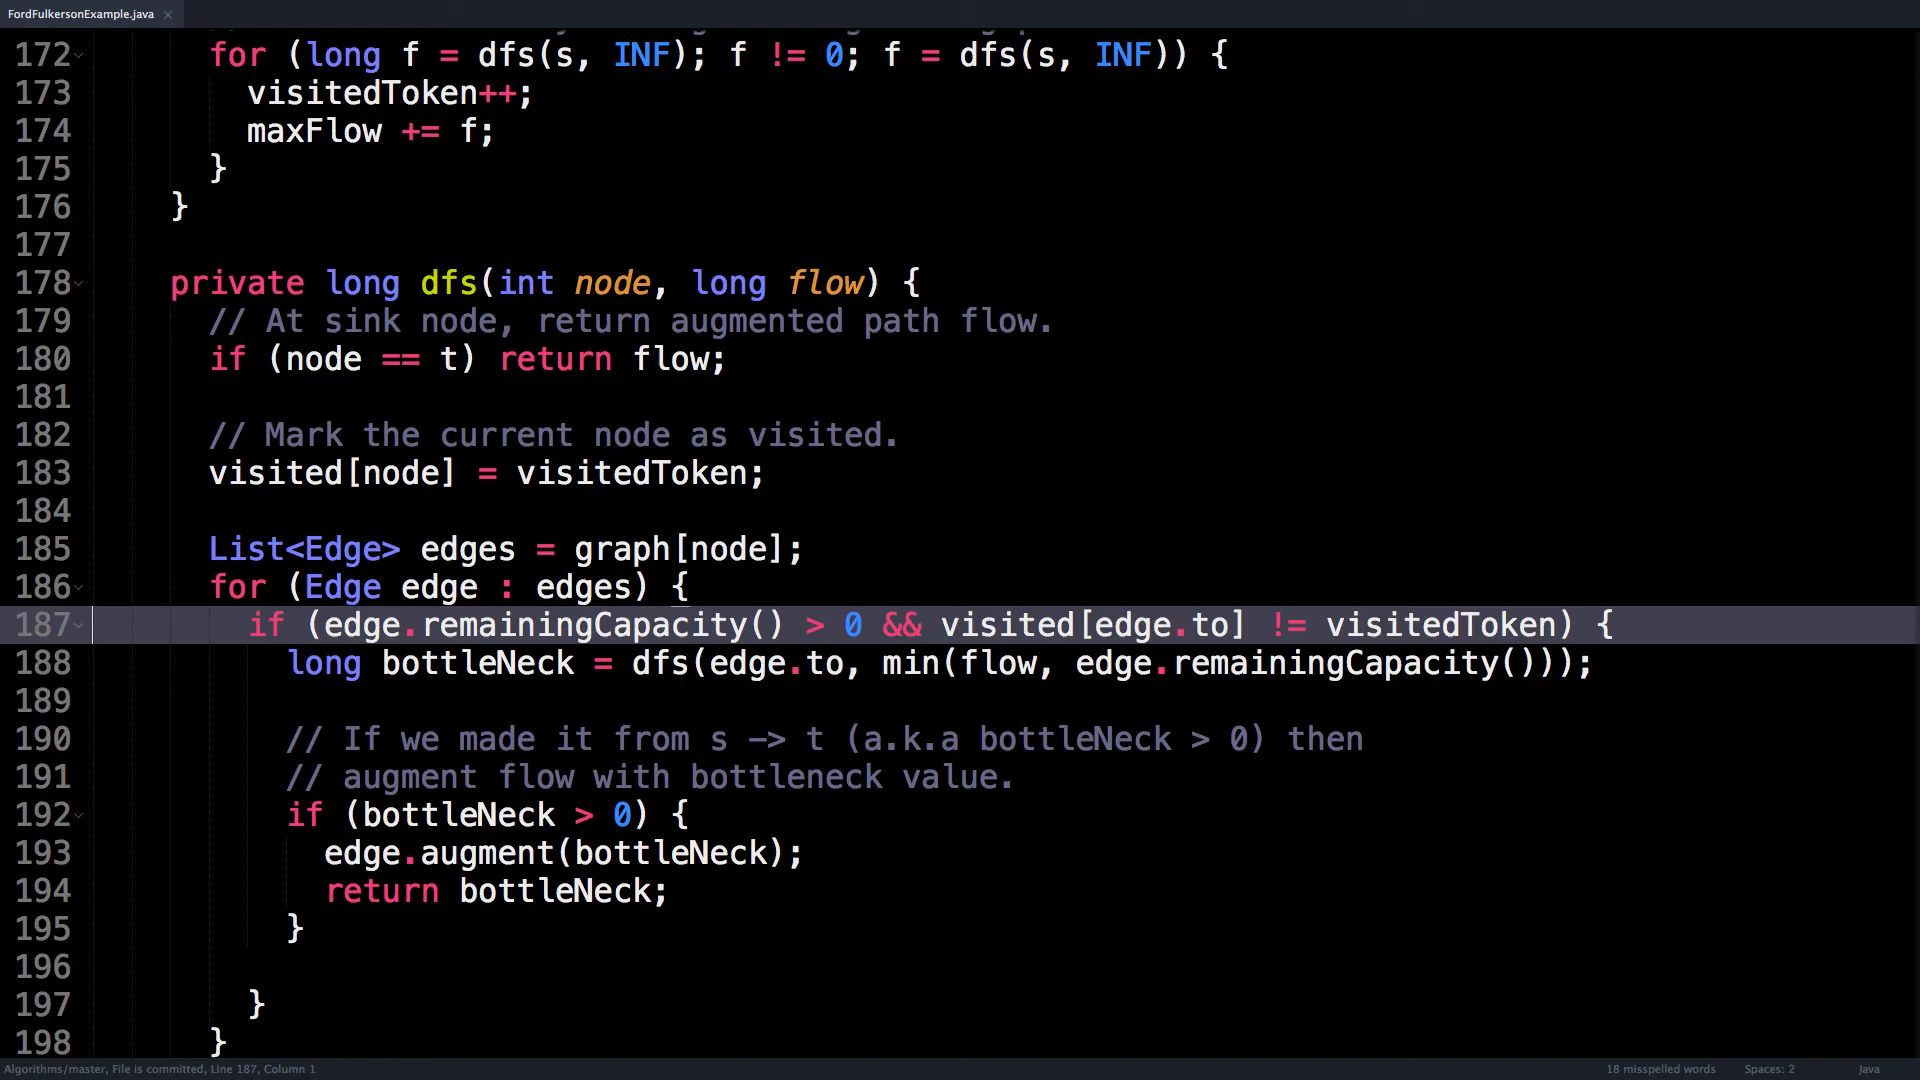 FordFulkersonExample.java ×
172 for (long f = dfs(s, INF); f != 0; f = dfs(s, INF)) {
173 visitedToken++;
174 maxFlow += f;
175 }
176 }
177
178 private long dfs(int node, long flow) {
179 // At sink node, return augmented path flow.
180 if (node == t) return flow;
181
182 // Mark the current node as visited.
183 visited[node] = visitedToken;
184
185 List<Edge> edges = graph[node];
186 for (Edge edge : edges) {
187 if (edge.remainingCapacity() > 0 && visited[edge.to] != visitedToken) {
188 long bottleNeck = dfs(edge.to, min(flow, edge.remainingCapacity()));
189
190 // If we made it from s -> t (a.k.a bottleNeck > 0) then
191 // augment flow with bottleneck value.
192 if (bottleNeck > 0) {
193 edge.augment(bottleNeck);
194 return bottleNeck;
195 }
196
197 }
198 }
Algorithms/master, File is committed, Line 187, Column 1 18 misspelled words Spaces: 2 Java